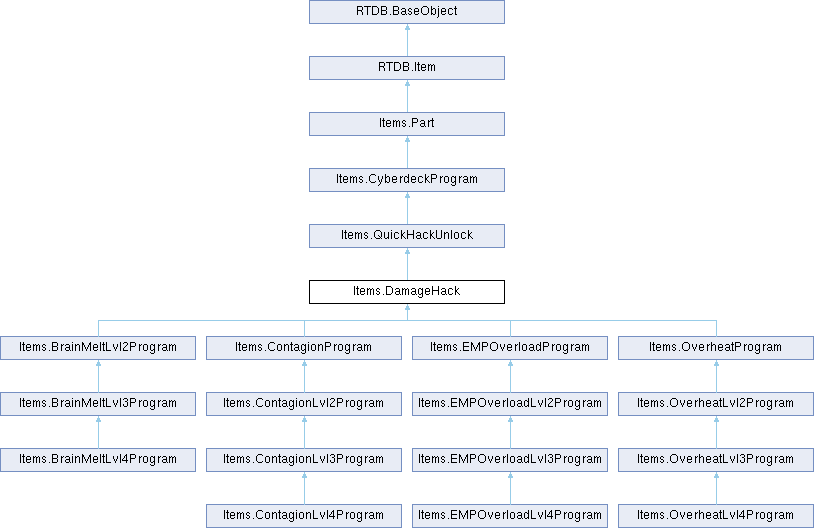 RTDB.BaseObject
RTDB.Item
Items.Part
Items.CyberdeckProgram
Items.QuickHackUnlock
Items.DamageHack
Items.BrainMeltLvl2Program
Items.ContagionProgram
Items.EMPOverloadProgram
Items.OverheatProgram
Items.BrainMeltLvl3Program
Items.ContagionLvl2Program
Items.EMPOverloadLvl2Program
Items.OverheatLvl2Program
Items.BrainMeltLvl4Program
Items.ContagionLvl3Program
Items.EMPOverloadLvl3Program
Items.OverheatLvl3Program
Items.ContagionLvl4Program
Items.EMPOverloadLvl4Program
Items.OverheatLvl4Program